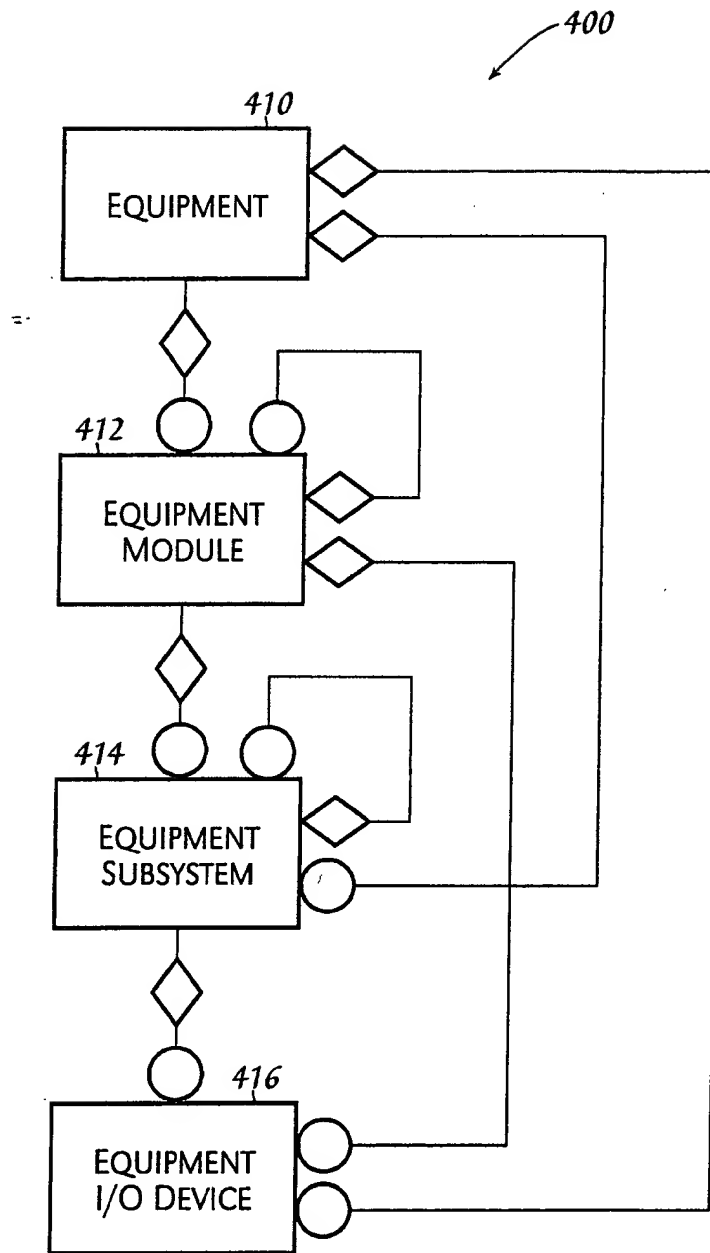 400
410
EQUIPMENT
412
EQUIPMENT
MODULE
414
EQUIPMENT
SUBSYSTEM
416
EQUIPMENT
I/O DEVICE